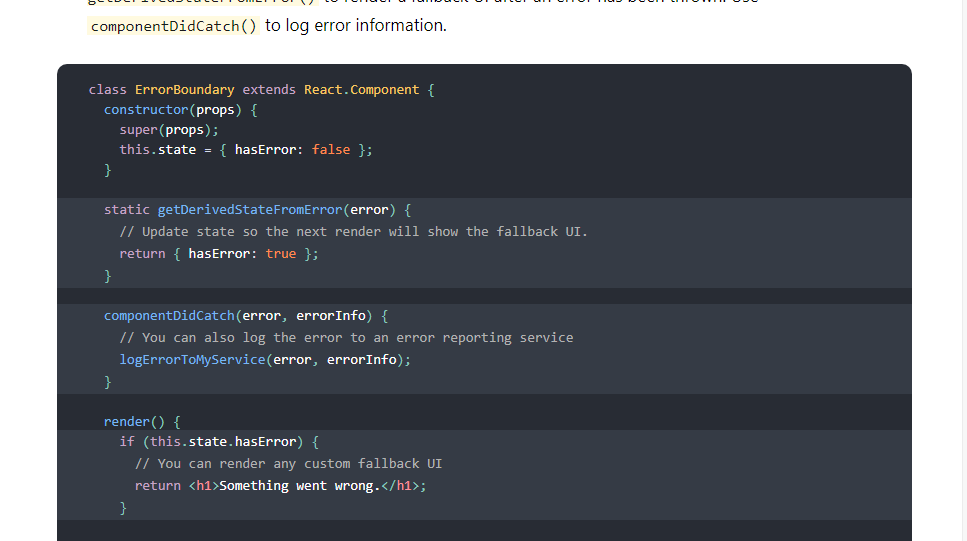 getDerivedStateFromError() to render a fallback UI after an error has been thrown. Use
componentDidCatch() to log error information.
class ErrorBoundary extends React.Component {
  constructor(props) {
    super(props);
    this.state = { hasError: false };
  }
  static getDerivedStateFromError(error) {
    // Update state so the next render will show the fallback UI.
    return { hasError: true };
  }
  componentDidCatch(error, errorInfo) {
    // You can also log the error to an error reporting service
    logErrorToMyService(error, errorInfo);
  }
  render() {
    if (this.state.hasError) {
      // You can render any custom fallback UI
      return <h1>Something went wrong.</h1>;
    }